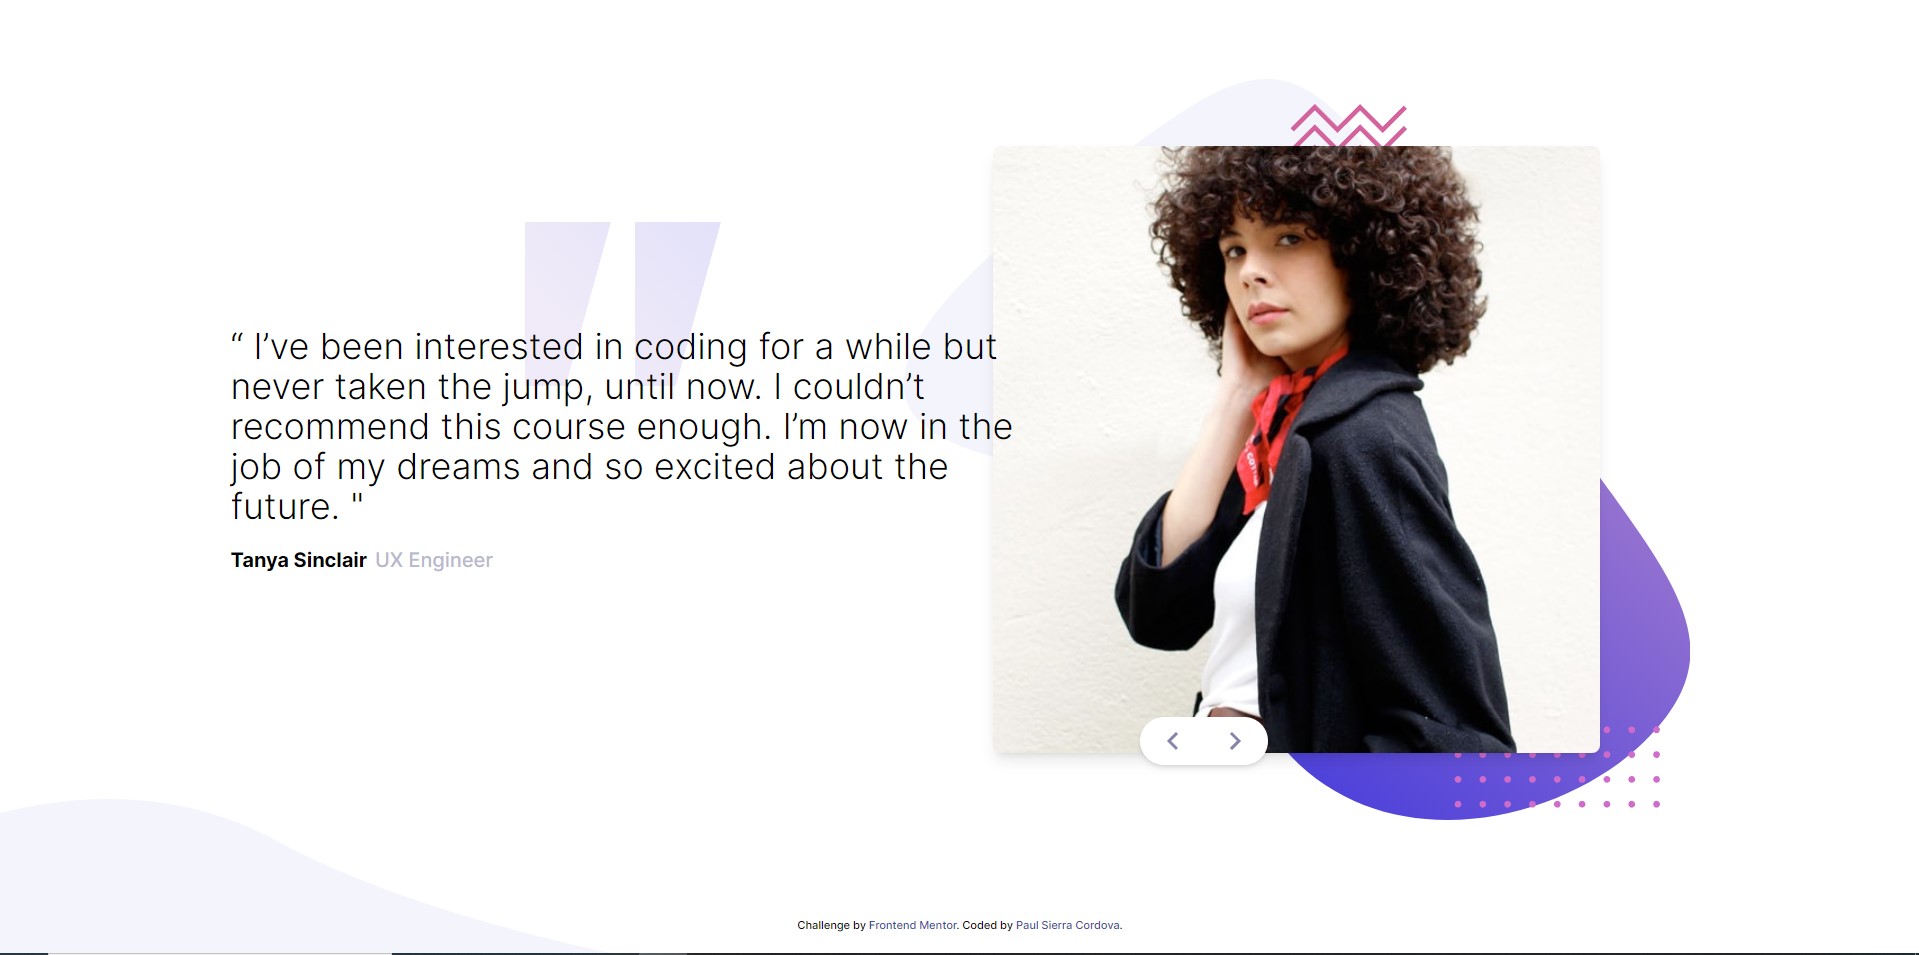 “ I’ve been interested in coding for a while but
never taken the jump, until now. I couldn’t
recommend this course enough. I’m now in the
job of my dreams and so excited about the
future. "
Tanya Sinclair UX Engineer
Challenge by Frontend Mentor. Coded by Paul Sierra Cordova.